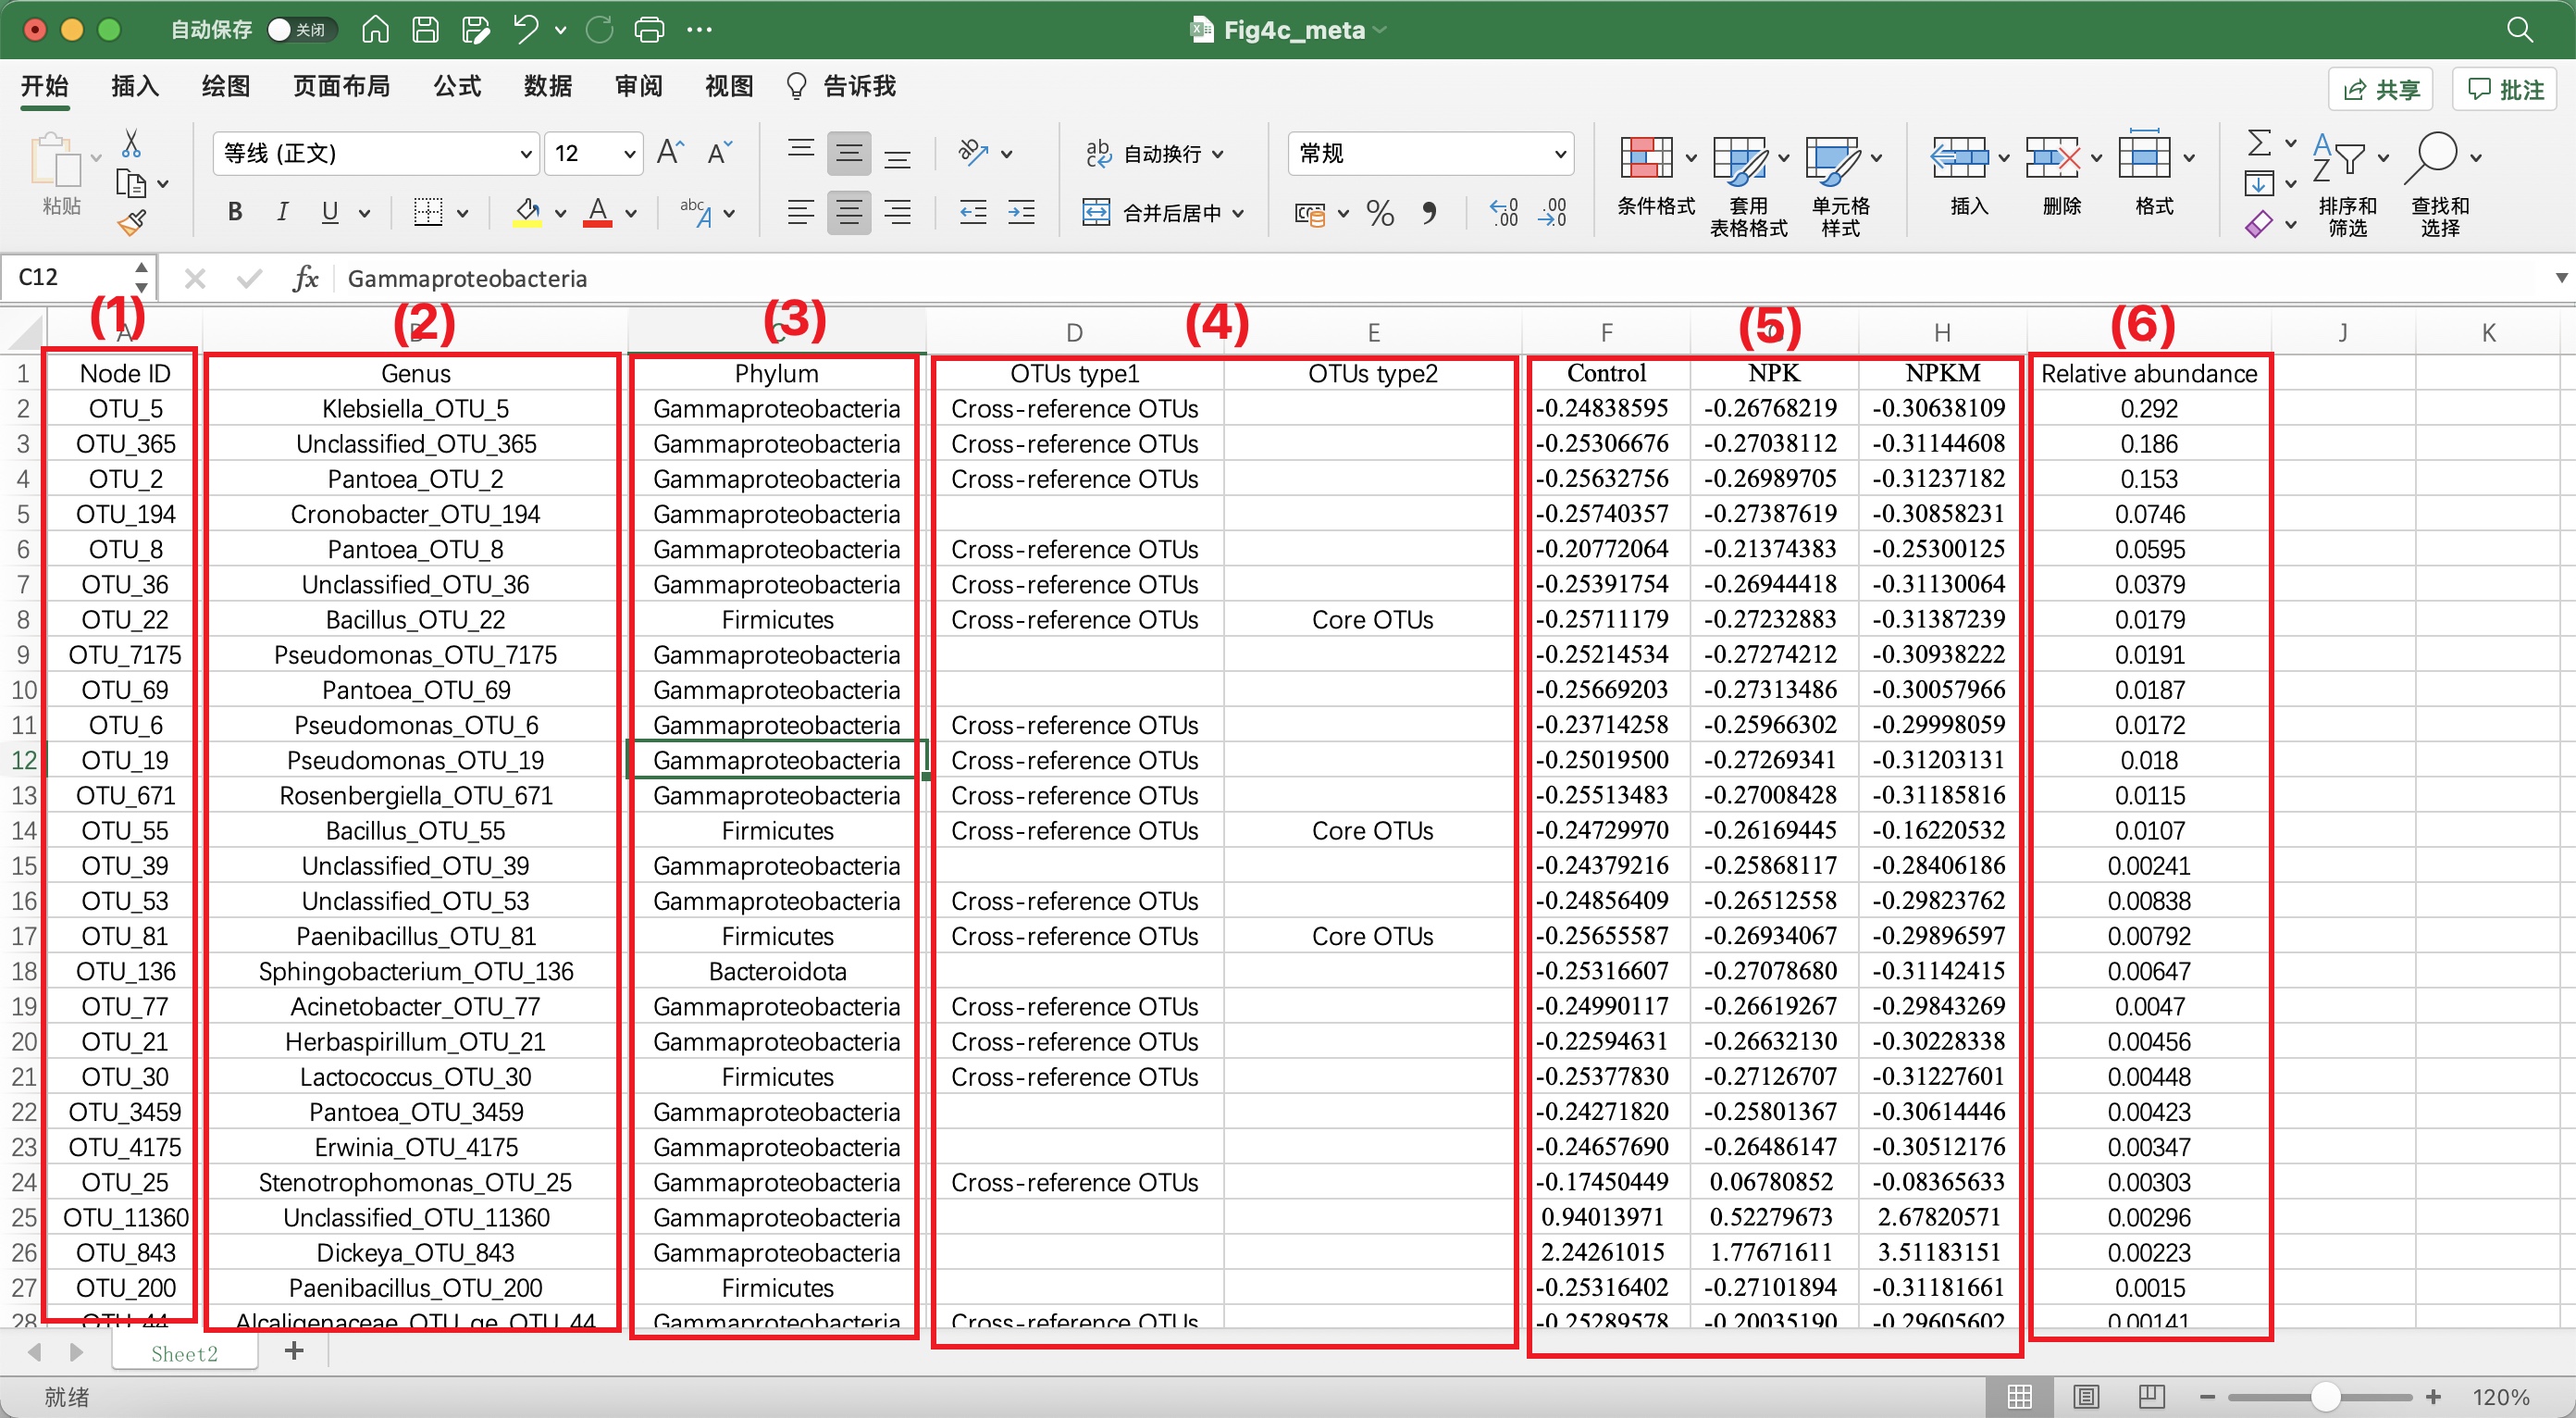 自动保存 关闭 Fig4c_meta
开始 插入 绘图 页面布局 公式 数据 审阅 视图 告诉我 共享 批注
粘贴 等线 (正文) 12 自动换行 常规 条件格式 套用表格格式 单元格样式 插入 删除 格式 排序和筛选 查找和选择
B I U abc A 合并后居中 % .00
C12 fx Gammaproteobacteria
(1) (2) (3) (4) (5) (6)
D E F H J K
1 Node ID Genus Phylum OTUs type1 OTUs type2 Control NPK NPKM Relative abundance
2 OTU_5 Klebsiella_OTU_5 Gammaproteobacteria Cross-reference OTUs -0.24838595 -0.26768219 -0.30638109 0.292
3 OTU_365 Unclassified_OTU_365 Gammaproteobacteria Cross-reference OTUs -0.25306676 -0.27038112 -0.31144608 0.186
4 OTU_2 Pantoea_OTU_2 Gammaproteobacteria Cross-reference OTUs -0.25632756 -0.26989705 -0.31237182 0.153
5 OTU_194 Cronobacter_OTU_194 Gammaproteobacteria -0.25740357 -0.27387619 -0.30858231 0.0746
6 OTU_8 Pantoea_OTU_8 Gammaproteobacteria Cross-reference OTUs -0.20772064 -0.21374383 -0.25300125 0.0595
7 OTU_36 Unclassified_OTU_36 Gammaproteobacteria Cross-reference OTUs -0.25391754 -0.26944418 -0.31130064 0.0379
8 OTU_22 Bacillus_OTU_22 Firmicutes Cross-reference OTUs Core OTUs -0.25711179 -0.27232883 -0.31387239 0.0179
9 OTU_7175 Pseudomonas_OTU_7175 Gammaproteobacteria -0.25214534 -0.27274212 -0.30938222 0.0191
10 OTU_69 Pantoea_OTU_69 Gammaproteobacteria -0.25669203 -0.27313486 -0.30057966 0.0187
11 OTU_6 Pseudomonas_OTU_6 Gammaproteobacteria Cross-reference OTUs -0.23714258 -0.25966302 -0.29998059 0.0172
12 OTU_19 Pseudomonas_OTU_19 Gammaproteobacteria Cross-reference OTUs -0.25019500 -0.27269341 -0.31203131 0.018
13 OTU_671 Rosenbergiella_OTU_671 Gammaproteobacteria Cross-reference OTUs -0.25513483 -0.27008428 -0.31185816 0.0115
14 OTU_55 Bacillus_OTU_55 Firmicutes Cross-reference OTUs Core OTUs -0.24729970 -0.26169445 -0.16220532 0.0107
15 OTU_39 Unclassified_OTU_39 Gammaproteobacteria -0.24379216 -0.25868117 -0.28406186 0.00241
16 OTU_53 Unclassified_OTU_53 Gammaproteobacteria Cross-reference OTUs -0.24856409 -0.26512558 -0.29823762 0.00838
17 OTU_81 Paenibacillus_OTU_81 Firmicutes Cross-reference OTUs Core OTUs -0.25655587 -0.26934067 -0.29896597 0.00792
18 OTU_136 Sphingobacterium_OTU_136 Bacteroidota -0.25316607 -0.27078680 -0.31142415 0.00647
19 OTU_77 Acinetobacter_OTU_77 Gammaproteobacteria Cross-reference OTUs -0.24990117 -0.26619267 -0.29843269 0.0047
20 OTU_21 Herbaspirillum_OTU_21 Gammaproteobacteria Cross-reference OTUs -0.22594631 -0.26632130 -0.30228338 0.00456
21 OTU_30 Lactococcus_OTU_30 Firmicutes Cross-reference OTUs -0.25377830 -0.27126707 -0.31227601 0.00448
22 OTU_3459 Pantoea_OTU_3459 Gammaproteobacteria -0.24271820 -0.25801367 -0.30614446 0.00423
23 OTU_4175 Erwinia_OTU_4175 Gammaproteobacteria -0.24657690 -0.26486147 -0.30512176 0.00347
24 OTU_25 Stenotrophomonas_OTU_25 Gammaproteobacteria Cross-reference OTUs -0.17450449 0.06780852 -0.08365633 0.00303
25 OTU_11360 Unclassified_OTU_11360 Gammaproteobacteria 0.94013971 0.52279673 2.67820571 0.00296
26 OTU_843 Dickeya_OTU_843 Gammaproteobacteria 2.24261015 1.77671611 3.51183151 0.00223
27 OTU_200 Paenibacillus_OTU_200 Firmicutes -0.25316402 -0.27101894 -0.31181661 0.0015
28 OTU_44 Alcaligenaceae_OTU_ge_OTU_44 Gammaproteobacteria Cross-reference OTUs -0.25289578 -0.20035190 -0.29605602 0.00141
Sheet2
就绪 120%